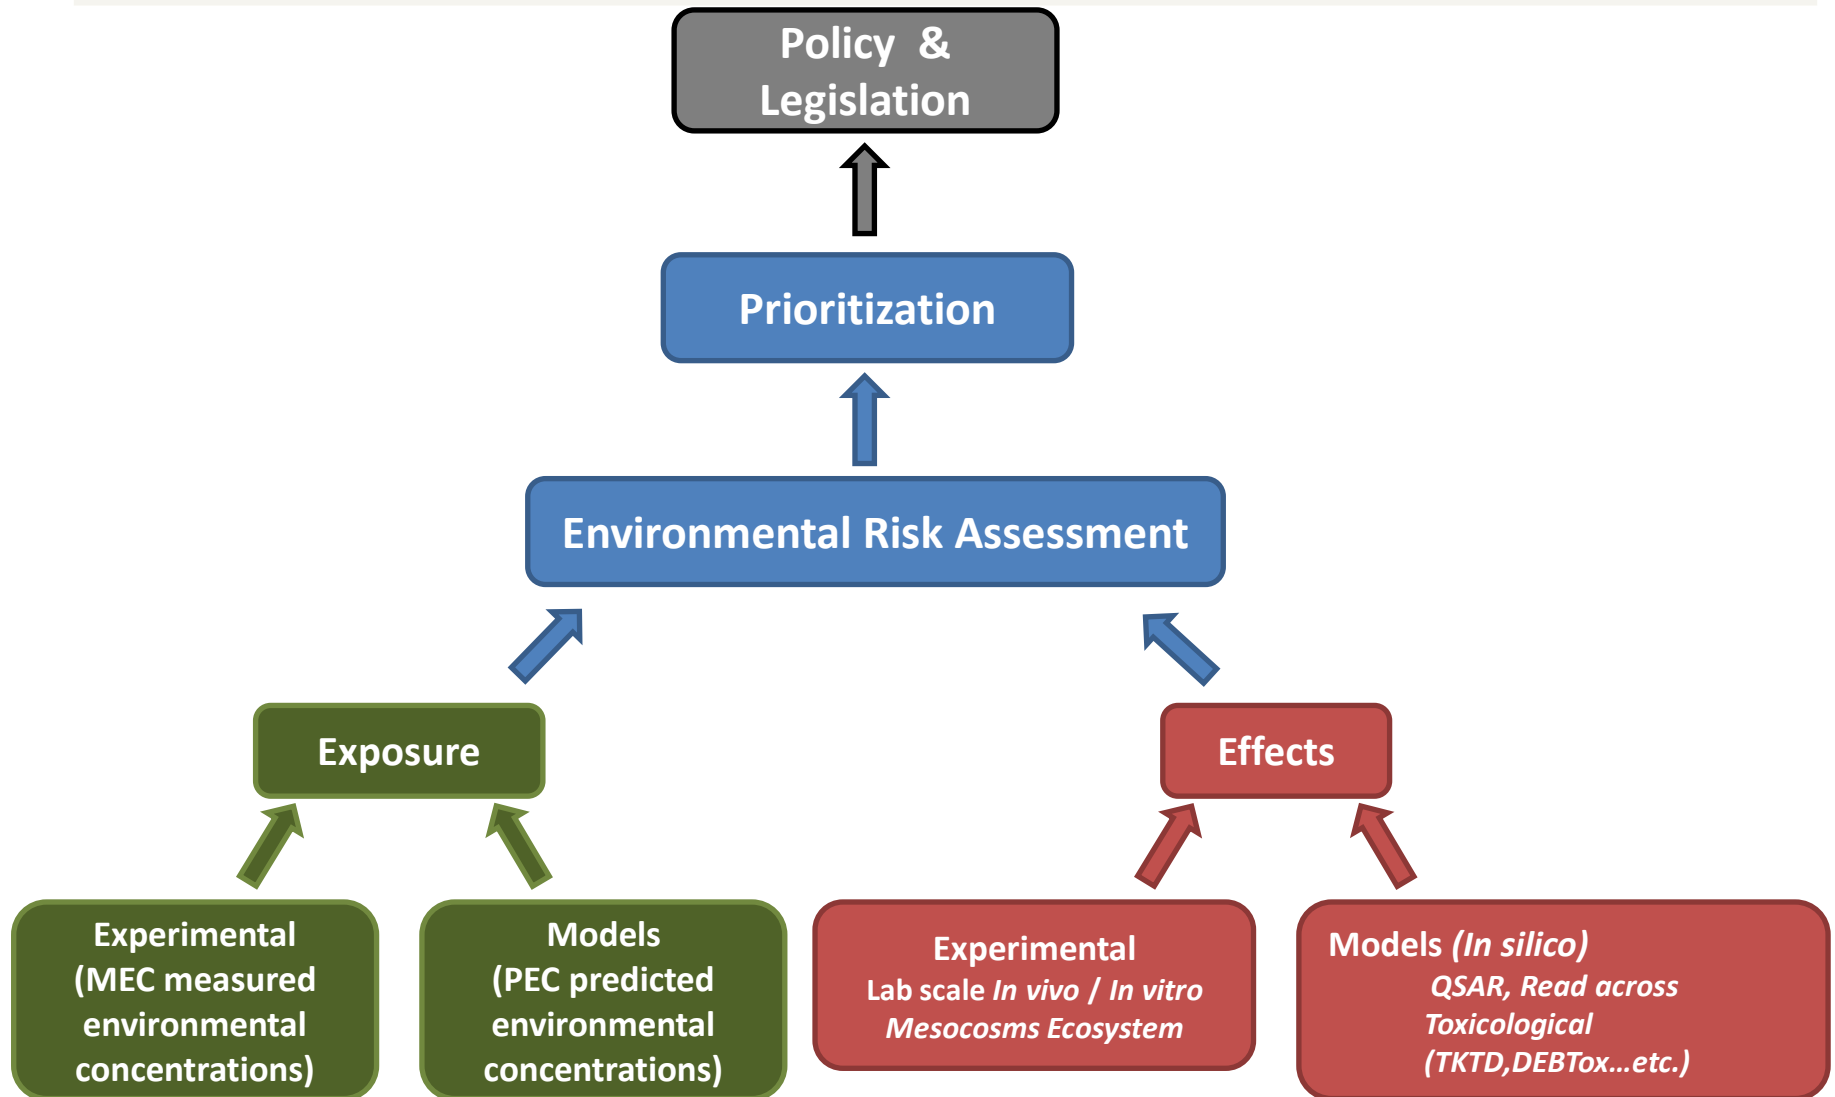 Policy &
Legislation
Prioritization
Environmental Risk Assessment
Exposure
Effects
Experimental
(MEC measured
environmental
concentrations)
Models
(PEC predicted
environmental
concentrations)
Experimental
Lab scale In vivo / In vitro
Mesocosms Ecosystem
Models (In silico)
QSAR, Read across
Toxicological
(TKTD,DEBTox...etc.)